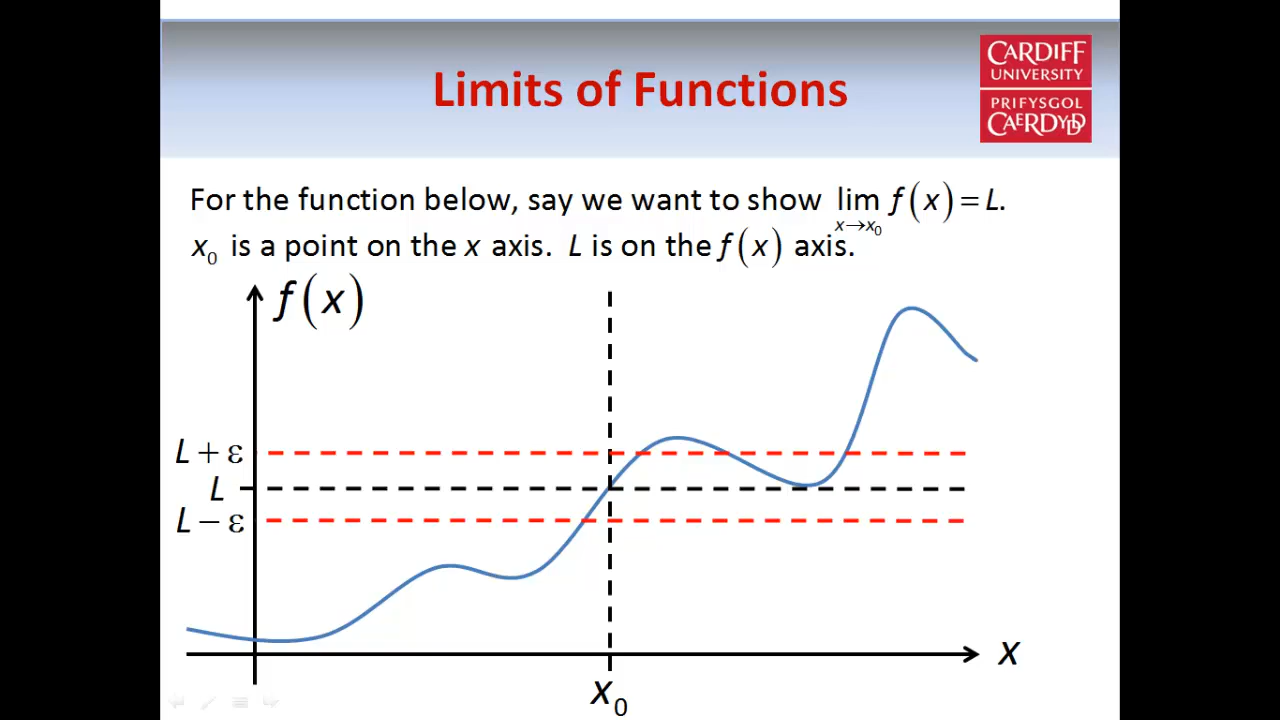 Limits of Functions
CARDIFF
UNIVERSITY
PRIFYSGOL
CAERDYDD
For the function below, say we want to show lim f(x) = L.
x→x₀
x₀ is a point on the x axis. L is on the f(x) axis.
f(x)
L + ε
L
L − ε
x
x₀